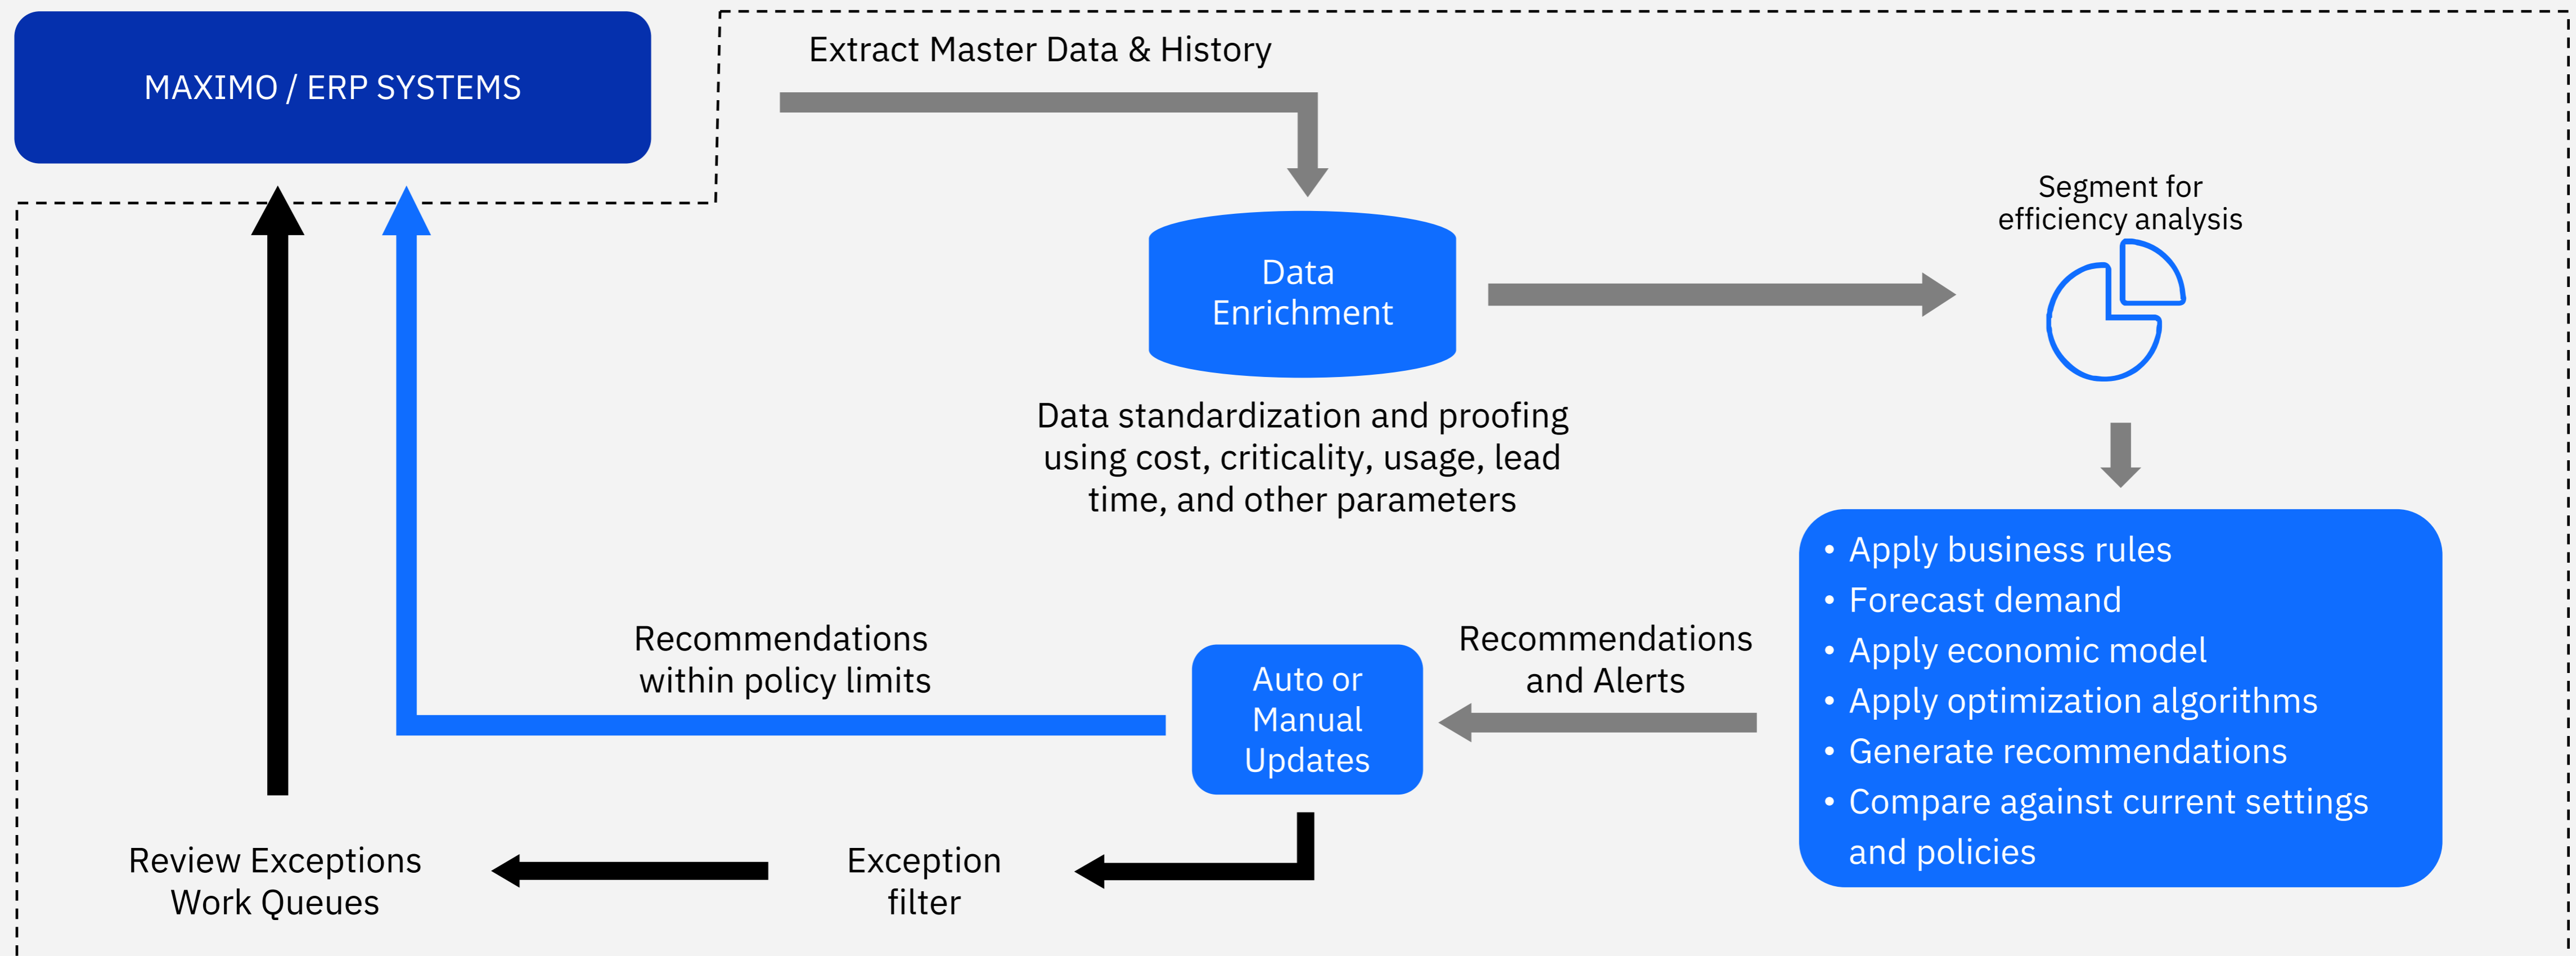 MAXIMO / ERP SYSTEMS
Extract Master Data & History
Data
Enrichment
Data standardization and proofing
using cost, criticality, usage, lead
time, and other parameters
Segment for
efficiency analysis
• Apply business rules
• Forecast demand
• Apply economic model
• Apply optimization algorithms
• Generate recommendations
• Compare against current settings
and policies
Recommendations
and Alerts
Auto or
Manual
Updates
Recommendations
within policy limits
Exception
filter
Review Exceptions
Work Queues